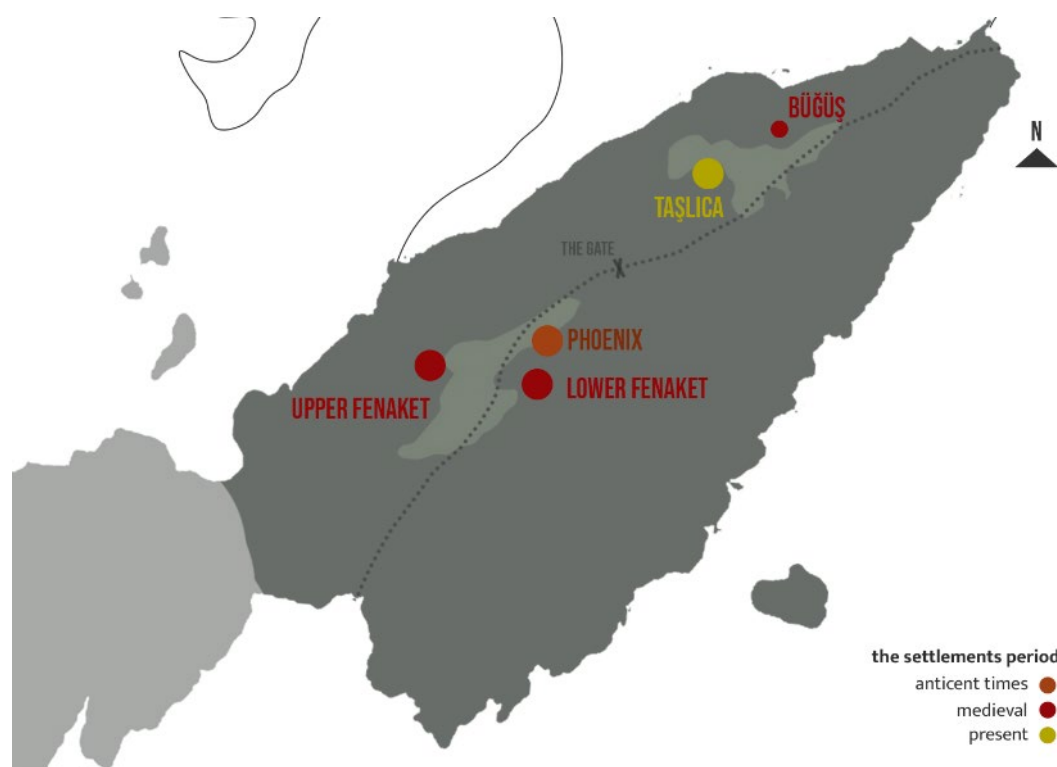 BÜĞÜŞ
N
TAŞLICA
THE GATE
PHOENIX
LOWER FENAKET
UPPER FENAKET
the settlements period
anticent times
medieval
present